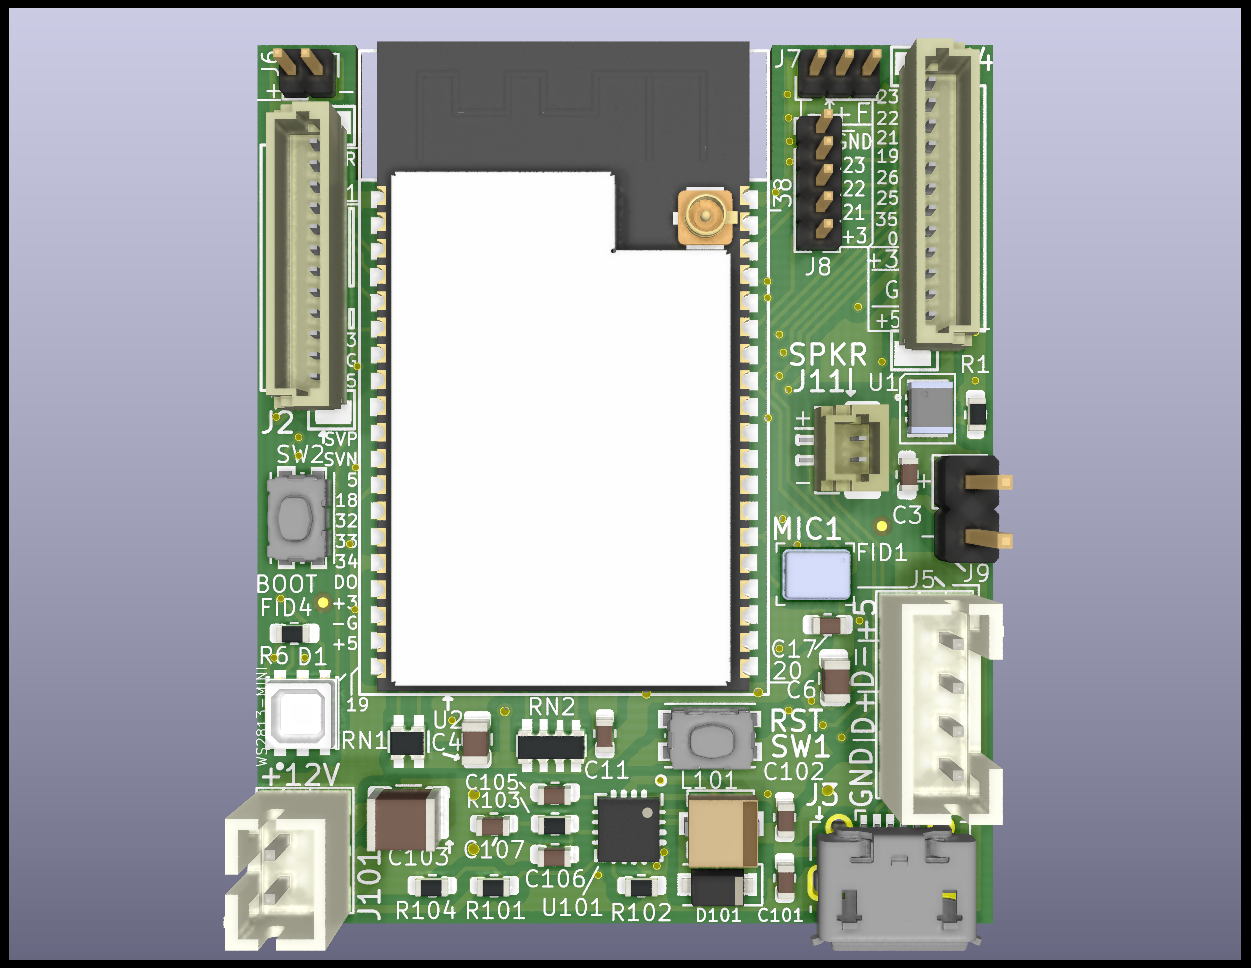 J6
+
–
R
1
3
G
5
J2
SVP
SW2
SVN
5
18
32
33
34
BOOT
D0
FID4
+3
-G
+5
R6 D1
WS2813-MINI
19
+12V
J101
RN1
U2
C4
RN2
C11
C105
R103
C103
C107
C106
U101
R104
R101
R102
L101
D101
C101
C102
RST
SW1
J7
+
F
GND
23
22
21
+3
38
J8
4
23
22
21
19
26
25
35
0
+3
G
+5
SPKR
J11
U1
R1
+
-
C3
+
-
J9
MIC1
FID1
J5
C17
20
C6
GND ID +D- +5
J3